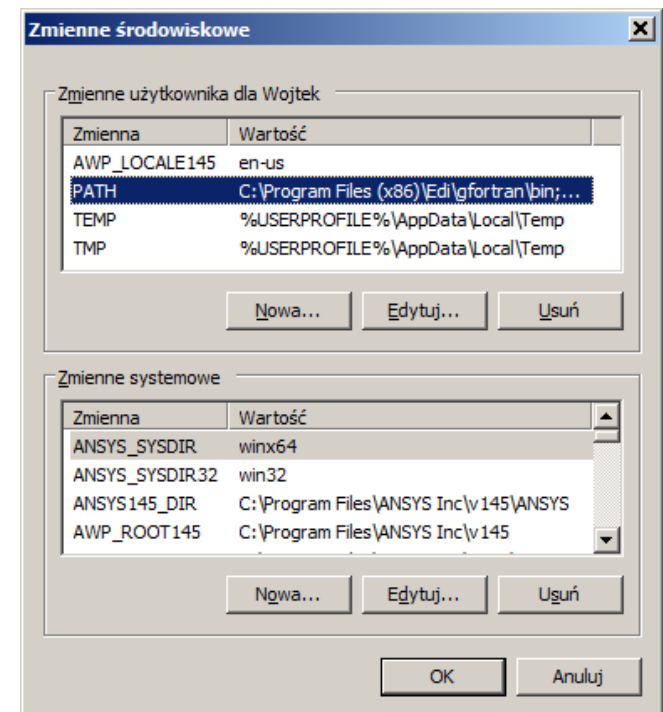 Zmienne środowiskowe
Zmienne użytkownika dla Wojtek
Zmienna Wartość
AWP_LOCALE145 en-us
PATH C:\Program Files (x86)\Edi\gfortran\bin;...
TEMP %USERPROFILE%\AppData\Local\Temp
TMP %USERPROFILE%\AppData\Local\Temp
Nowa... Edytuj... Usuń
Zmienne systemowe
Zmienna Wartość
ANSYS_SYSDIR winx64
ANSYS_SYSDIR32 win32
ANSYS145_DIR C:\Program Files\ANSYS Inc\v145\ANSYS
AWP_ROOT145 C:\Program Files\ANSYS Inc\v145
Nowa... Edytuj... Usuń
OK Anuluj